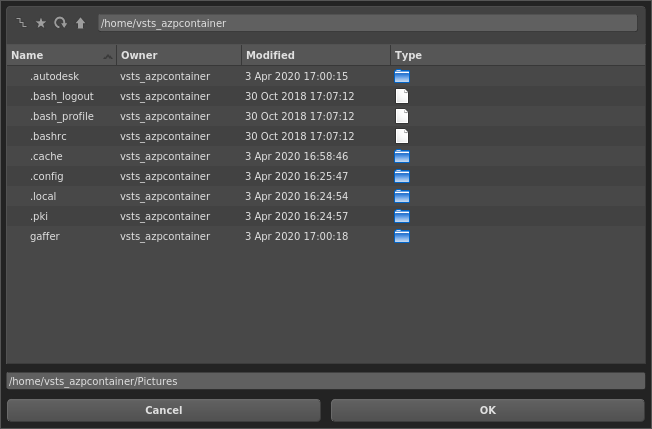 /home/vsts_azpcontainer
Name Owner Modified Type
.autodesk vsts_azpcontainer 3 Apr 2020 17:00:15
.bash_logout vsts_azpcontainer 30 Oct 2018 17:07:12
.bash_profile vsts_azpcontainer 30 Oct 2018 17:07:12
.bashrc vsts_azpcontainer 30 Oct 2018 17:07:12
.cache vsts_azpcontainer 3 Apr 2020 16:58:46
.config vsts_azpcontainer 3 Apr 2020 16:25:47
.local vsts_azpcontainer 3 Apr 2020 16:24:54
.pki vsts_azpcontainer 3 Apr 2020 16:24:57
gaffer vsts_azpcontainer 3 Apr 2020 17:00:18
/home/vsts_azpcontainer/Pictures
Cancel OK